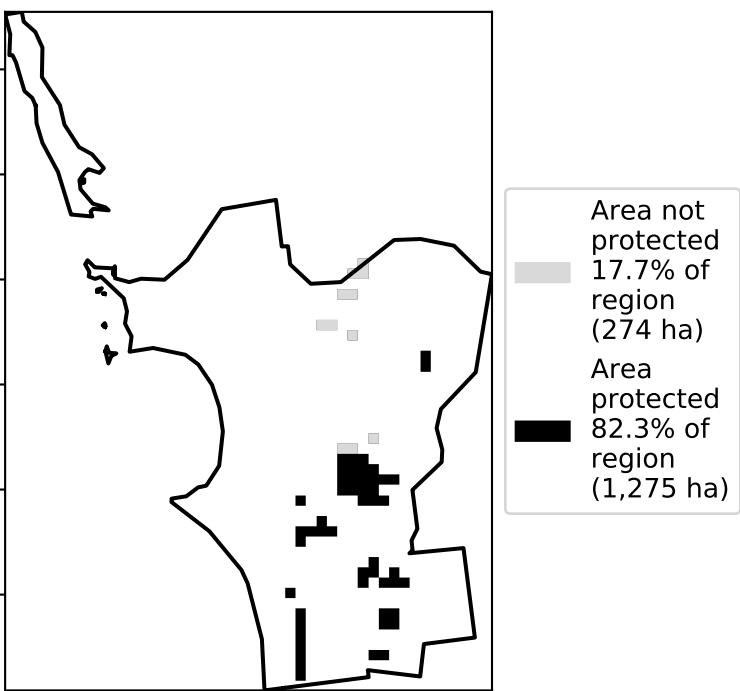 Area not
protected
17.7% of
region
(274 ha)
Area
protected
82.3% of
region
(1,275 ha)